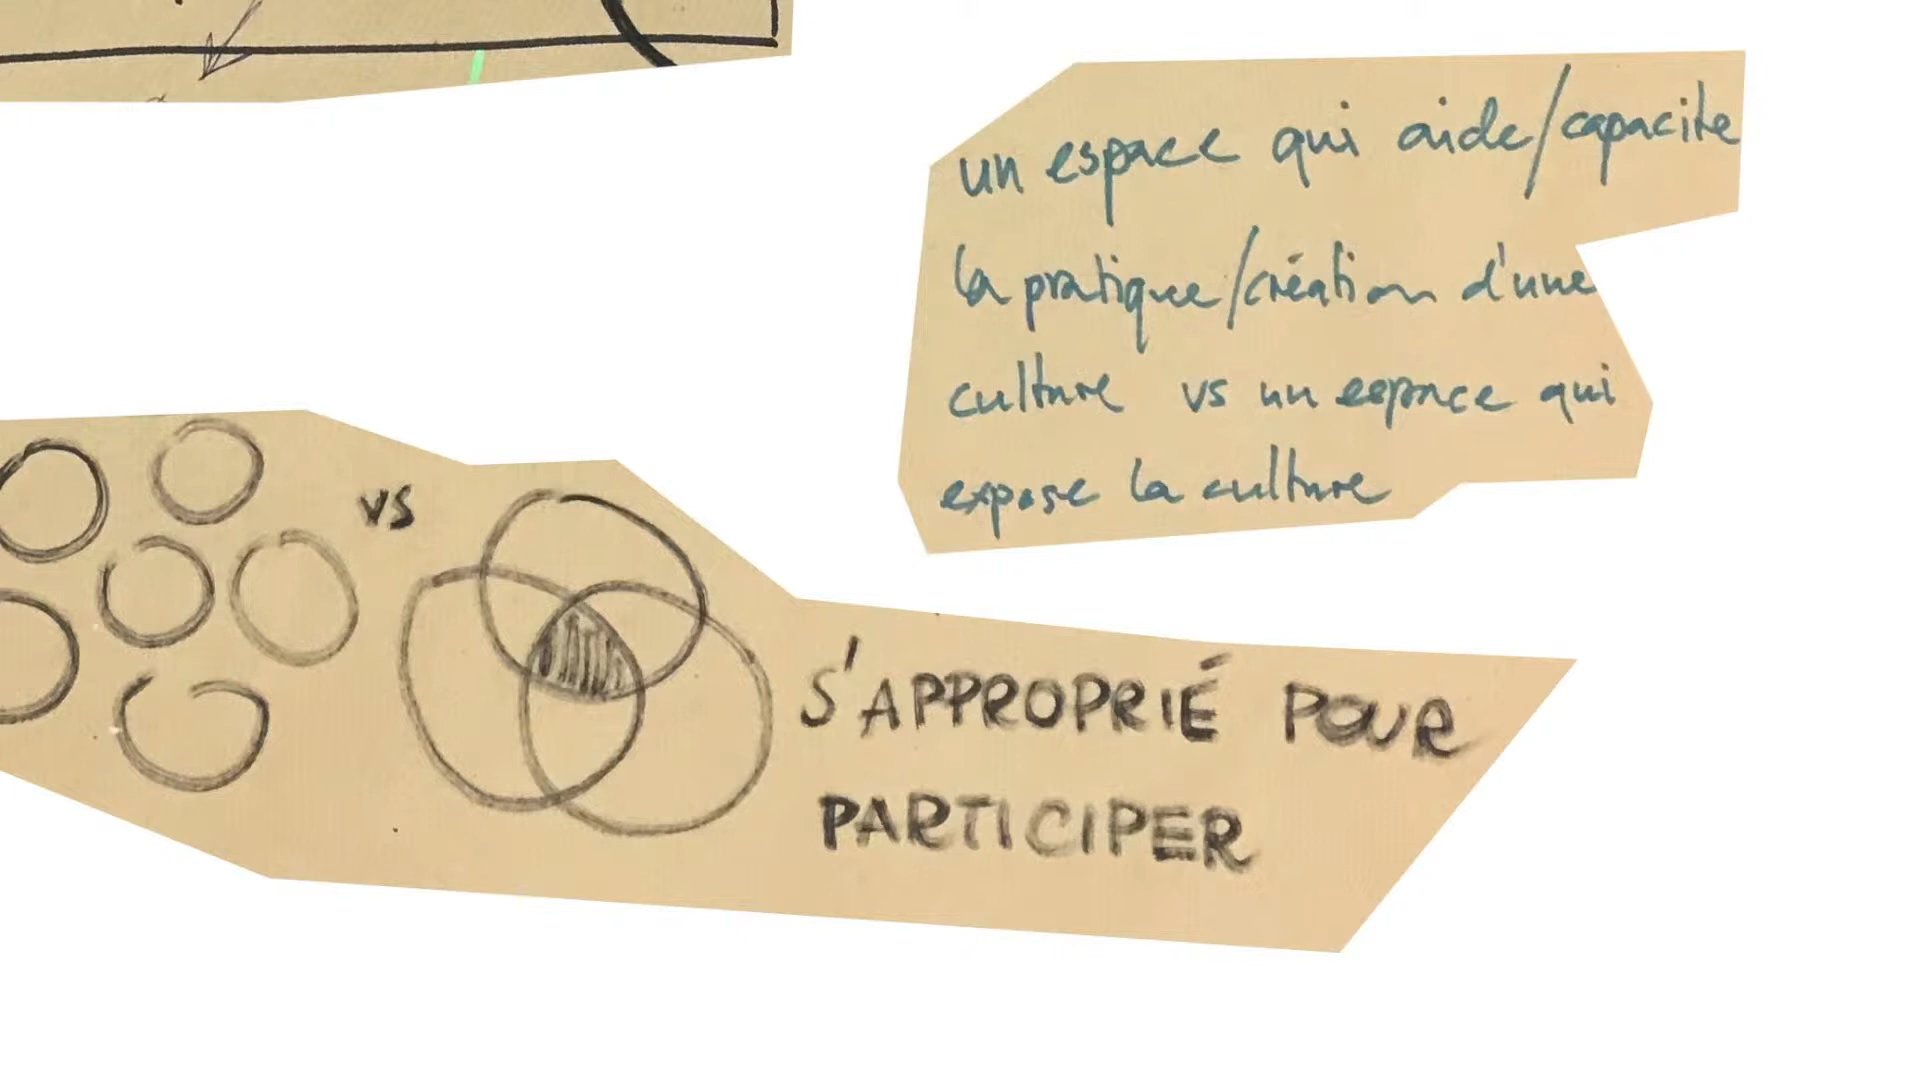 un espace qui aide/capacite
la pratique/création d'une
culture vs un espace qui
expose la culture
vs
S'APPROPRIÉ POUR
PARTICIPER